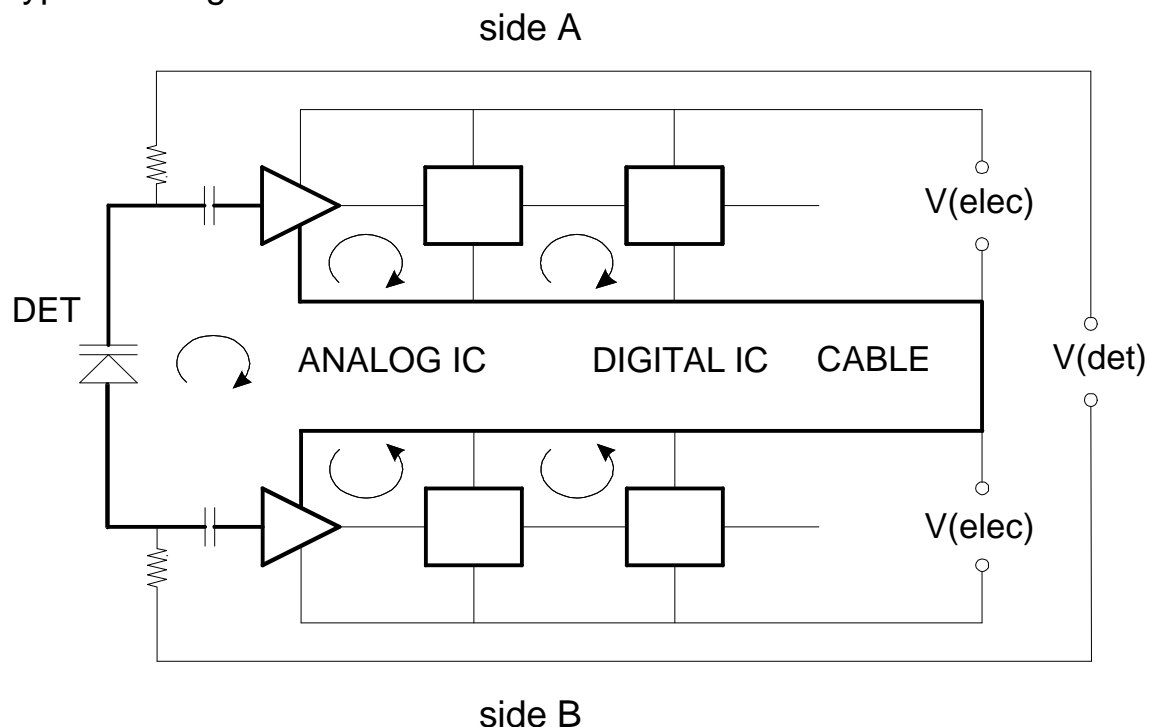 side A
V(elec)
DET
ANALOG IC
DIGITAL IC
CABLE
V(det)
V(elec)
side B